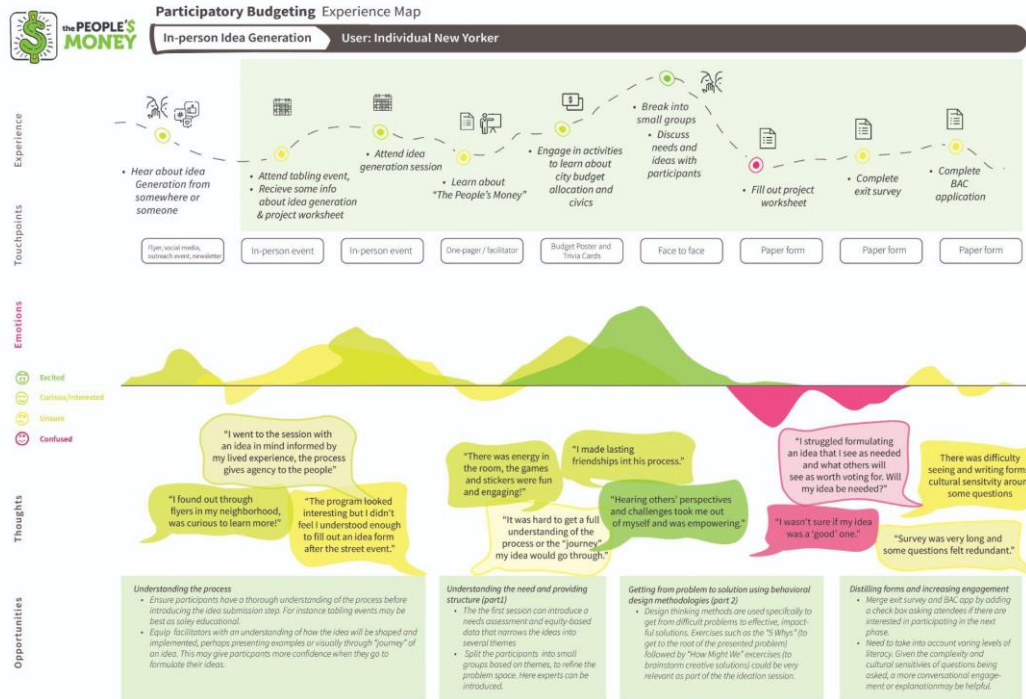 the PEOPLE'$
MONEY
Participatory Budgeting Experience Map
In-person Idea Generation
User: Individual New Yorker
Experience
• Hear about idea
Generation from
somewhere or
someone
• Attend tabling event,
• Recieve some info
about idea generation
& project worksheet
• Attend idea
generation session
• Learn about
"The People's Money"
• Engage in activities
to learn about
city budget
allocation and
civics
• Break into
small groups
• Discuss
needs and
ideas with
participants
• Fill out project
worksheet
• Complete
exit survey
• Complete
BAC
application
Touchpoints
Flyer, social media,
outreach event, newsletter
In-person event
In-person event
One-pager / facilitator
Budget Poster and
Trivia Cards
Face to face
Paper form
Paper form
Paper form
Emotions
Excited
Curious/interested
Unsure
Confused
Thoughts
"I went to the session with
an idea in mind informed by
my lived experience, the process
gives agency to the people"
"I found out through
flyers in my neighborhood,
was curious to learn more!"
"The program looked
interesting but I didn't
feel I understood enough
to fill out an idea form
after the street event."
"There was energy in
the room, the games
and stickers were fun
and engaging!"
"I made lasting
friendships int his process."
"It was hard to get a full
understanding of the
process or the "journey"
my idea would go through."
"Hearing others' perspectives
and challenges took me out
of myself and was empowering."
"I struggled formulating
an idea that I see as needed
and what others will
see as worth voting for. Will
my idea be needed?"
"I wasn't sure if my idea
was a 'good' one."
There was difficulty
seeing and writing form
cultural sensitvity aroun
some questions
"Survey was very long and
some questions felt redundant."
Opportunities
Understanding the process
• Ensure participants have a thorough understanding of the process before
introducing the idea submission step. For instance tabling events may be
best as soley educational.
• Equip facilitators with an understanding of how the idea will be shaped and
implemented, perhaps presenting examples or visually through "journey" of
an idea. This may give particpants more confidence when they go to
formulate their ideas.
Understanding the need and providing
structure (part1)
• The the first session can introduce a
needs assessment and equity-based
data that narrows the ideas into
several themes
• Split the participants into small
groups based on themes, to refine the
problem space. Here experts can be
introduced.
Getting from problem to solution using behavioral
design methodologies (part 2)
• Design thinking methods are used specifcally to
get from difficult problems to effective, impact-
ful solutions. Exercises such as the "5 Whys" (to
get to the root of the presented problem)
followed by "How Might We" excercises (to
brainstorm creative solutions) could be very
relevant as part of the the ideation session.
Distilling forms and increasing engagement
• Merge exit survey and BAC app by adding
a check box asking attendees if there are
interested in participating in the next
phase.
• Need to take into account varing levels of
literacy. Given the complexity and
cultural sensitivies of questions being
asked, a more conversational engage-
ment or explanationmay be helpful.